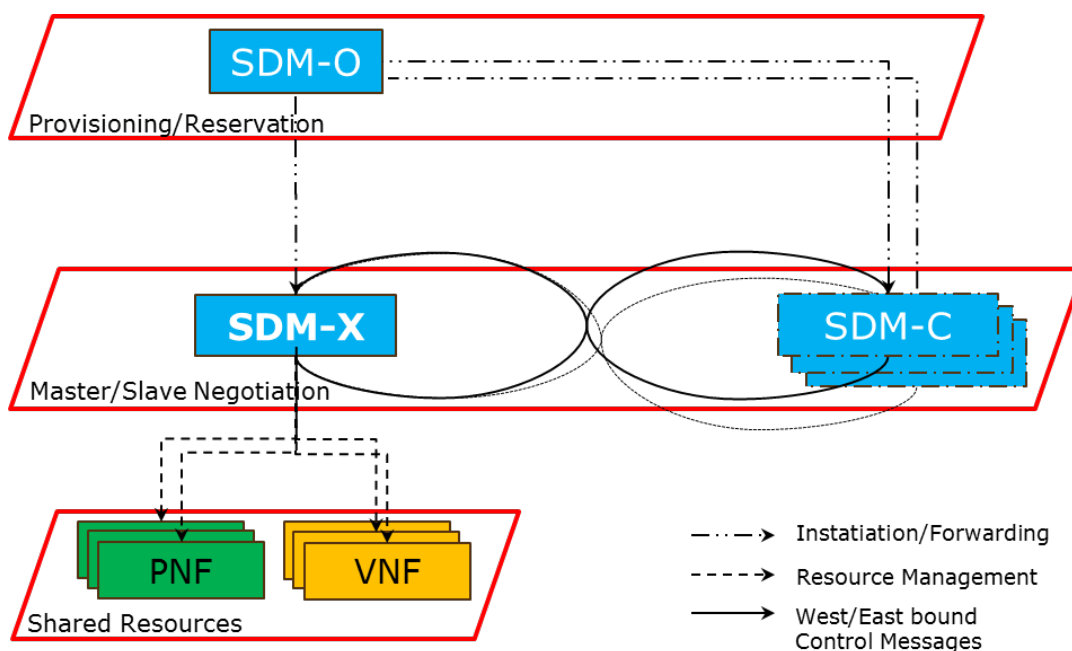 SDM-O
Provisioning/Reservation
SDM-X
SDM-C
Master/Slave Negotiation
PNF
VNF
Shared Resources
Instatiation/Forwarding
Resource Management
West/East bound
Control Messages